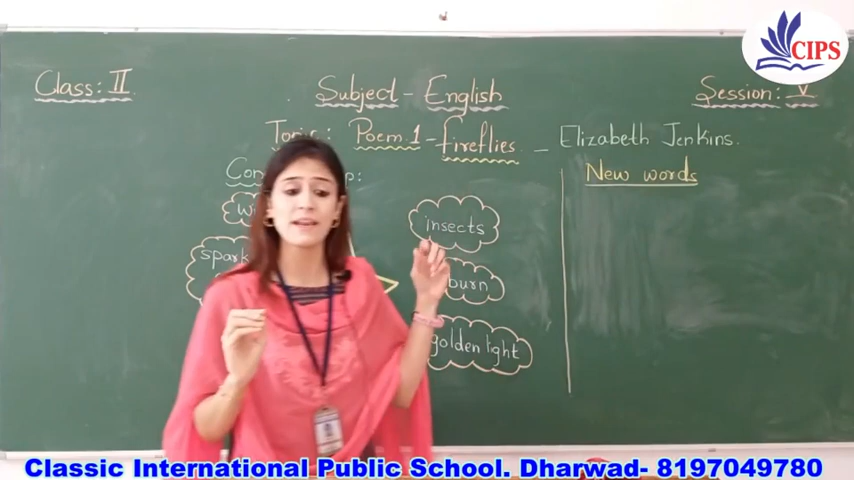 CIPS
Class: II
Subject - English
Session: V
Poem 1 - fireflies - Elizabeth Jenkins.
New words
insects
burn
golden light
Classic International Public School. Dharwad- 8197049780